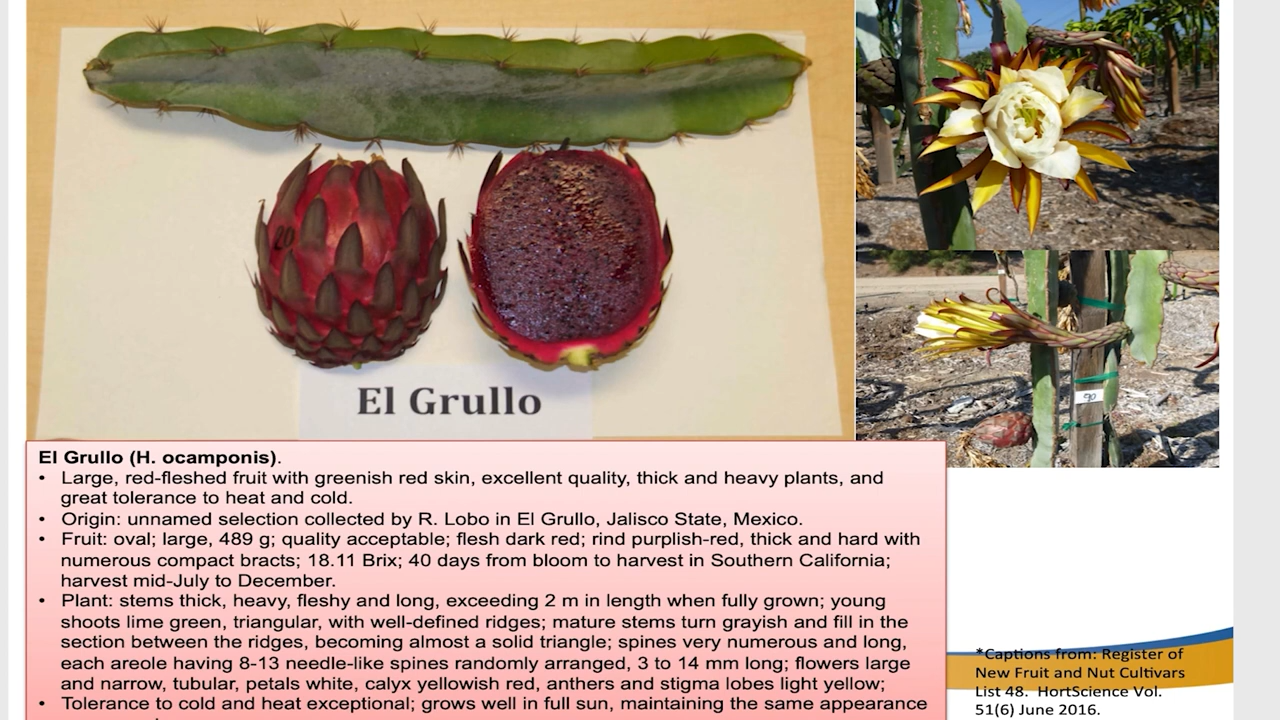 20
El Grullo
90
El Grullo (H. ocamponis).
• Large, red-fleshed fruit with greenish red skin, excellent quality, thick and heavy plants, and
great tolerance to heat and cold.
• Origin: unnamed selection collected by R. Lobo in El Grullo, Jalisco State, Mexico.
• Fruit: oval; large, 489 g; quality acceptable; flesh dark red; rind purplish-red, thick and hard with
numerous compact bracts; 18.11 Brix; 40 days from bloom to harvest in Southern California;
harvest mid-July to December.
• Plant: stems thick, heavy, fleshy and long, exceeding 2 m in length when fully grown; young
shoots lime green, triangular, with well-defined ridges; mature stems turn grayish and fill in the
section between the ridges, becoming almost a solid triangle; spines very numerous and long,
each areole having 8-13 needle-like spines randomly arranged, 3 to 14 mm long; flowers large
and narrow, tubular, petals white, calyx yellowish red, anthers and stigma lobes light yellow;
• Tolerance to cold and heat exceptional; grows well in full sun, maintaining the same appearance
*Captions from: Register of
New Fruit and Nut Cultivars
List 48. HortScience Vol.
51(6) June 2016.